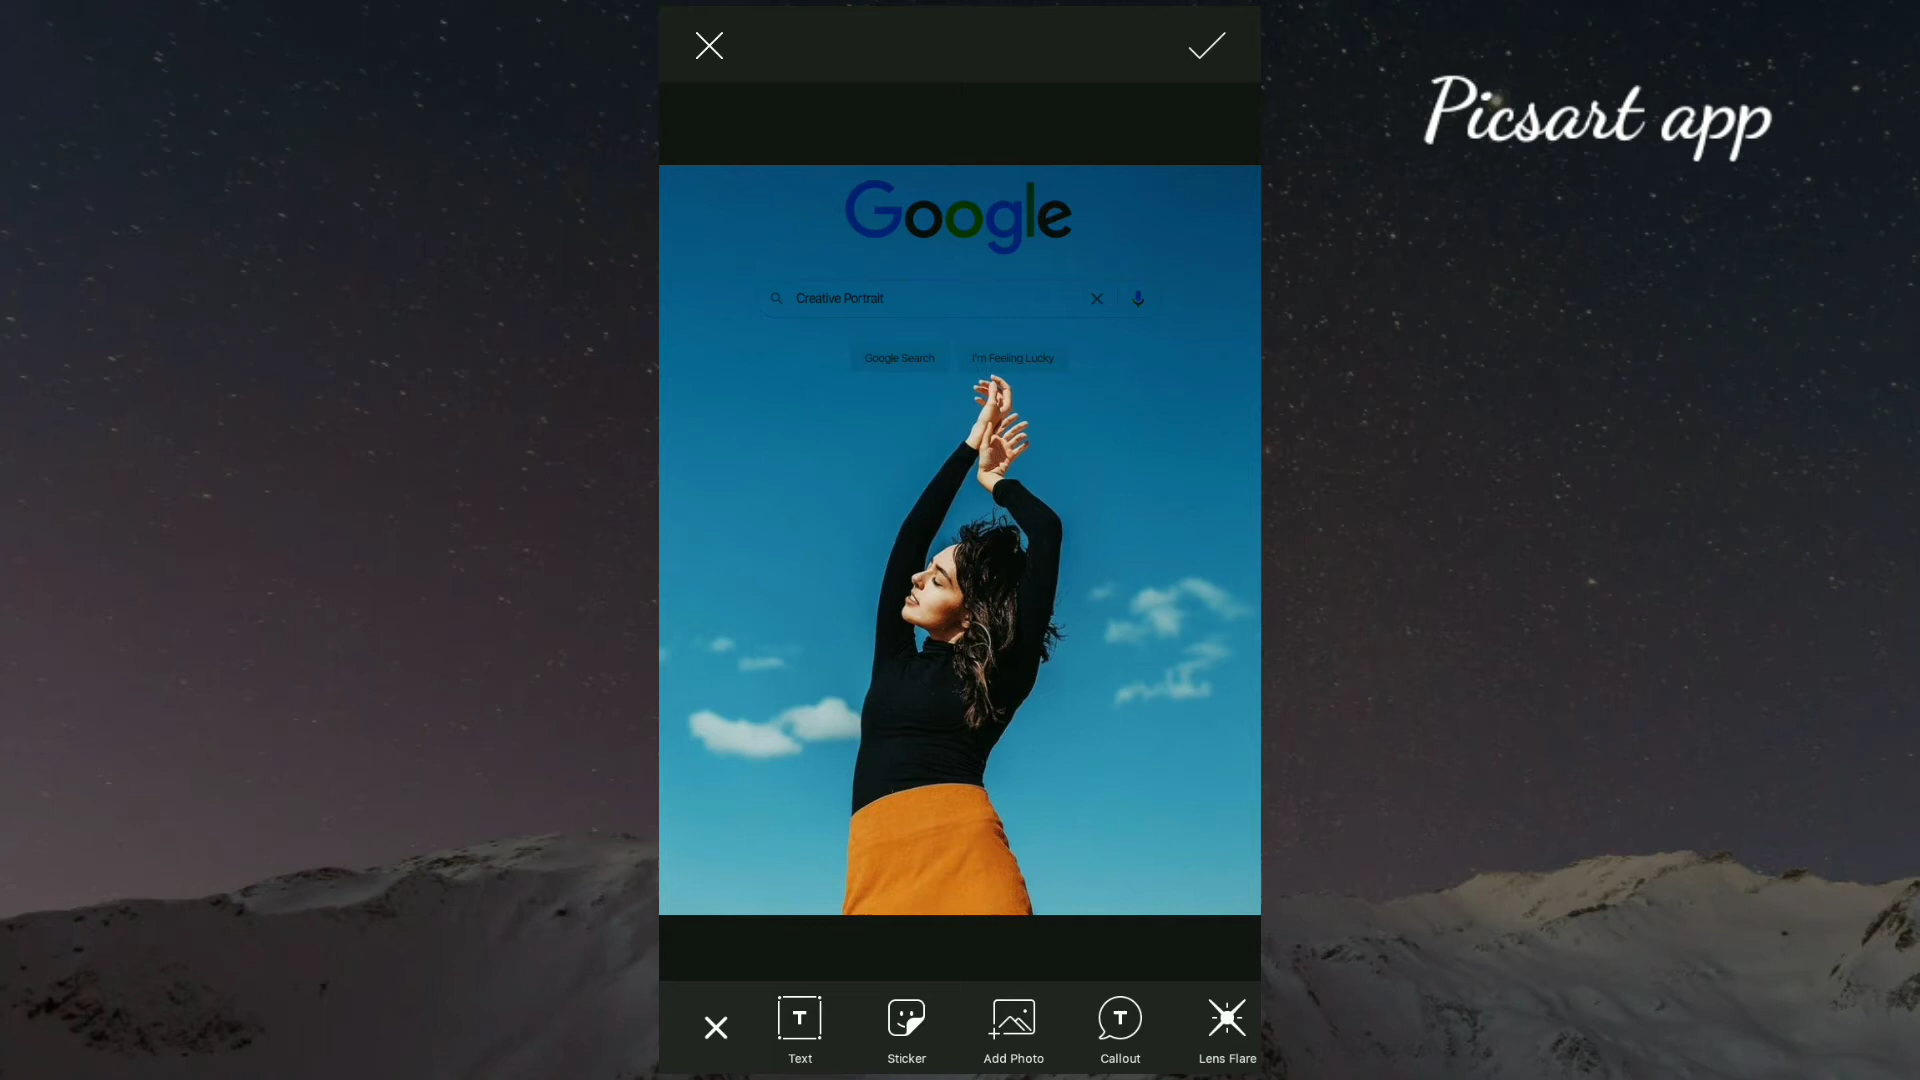 Picsart app
Google
Creative Portrait
Google Search
I'm Feeling Lucky
T
T
Text
Sticker
Add Photo
Callout
Lens Flare